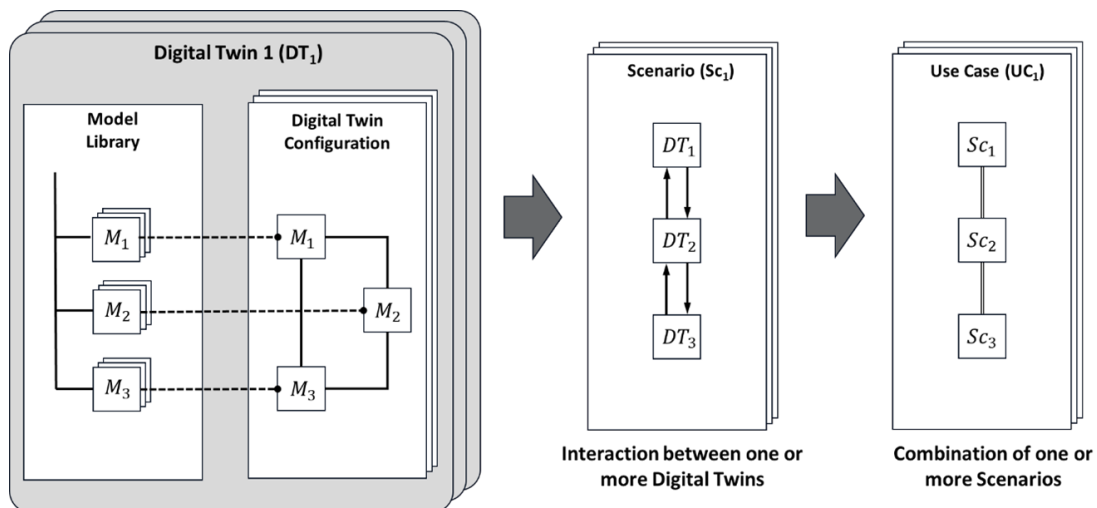 Digital Twin 1 (DT₁)
Model
Library
M₁
M₂
M₃
Digital Twin
Configuration
M₁
M₂
M₃
Scenario (Sc₁)
DT₁
DT₂
DT₃
Interaction between one or
more Digital Twins
Use Case (UC₁)
Sc₁
Sc₂
Sc₃
Combination of one or
more Scenarios